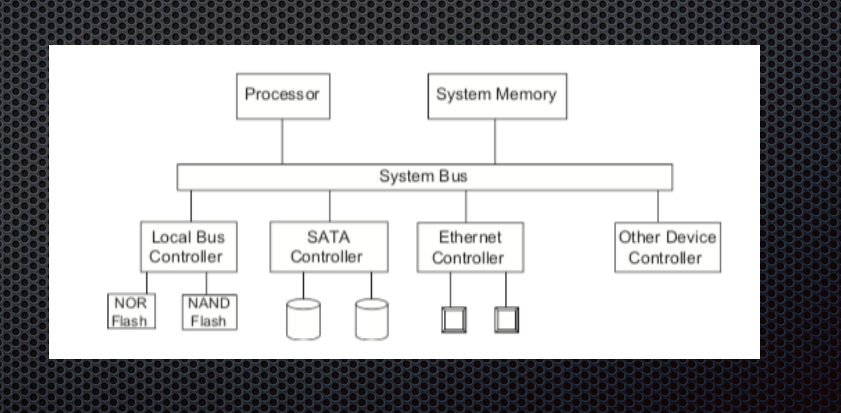 Processor
System Memory
System Bus
Local Bus
Controller
SATA
Controller
Ethernet
Controller
Other Device
Controller
NOR
Flash
NAND
Flash